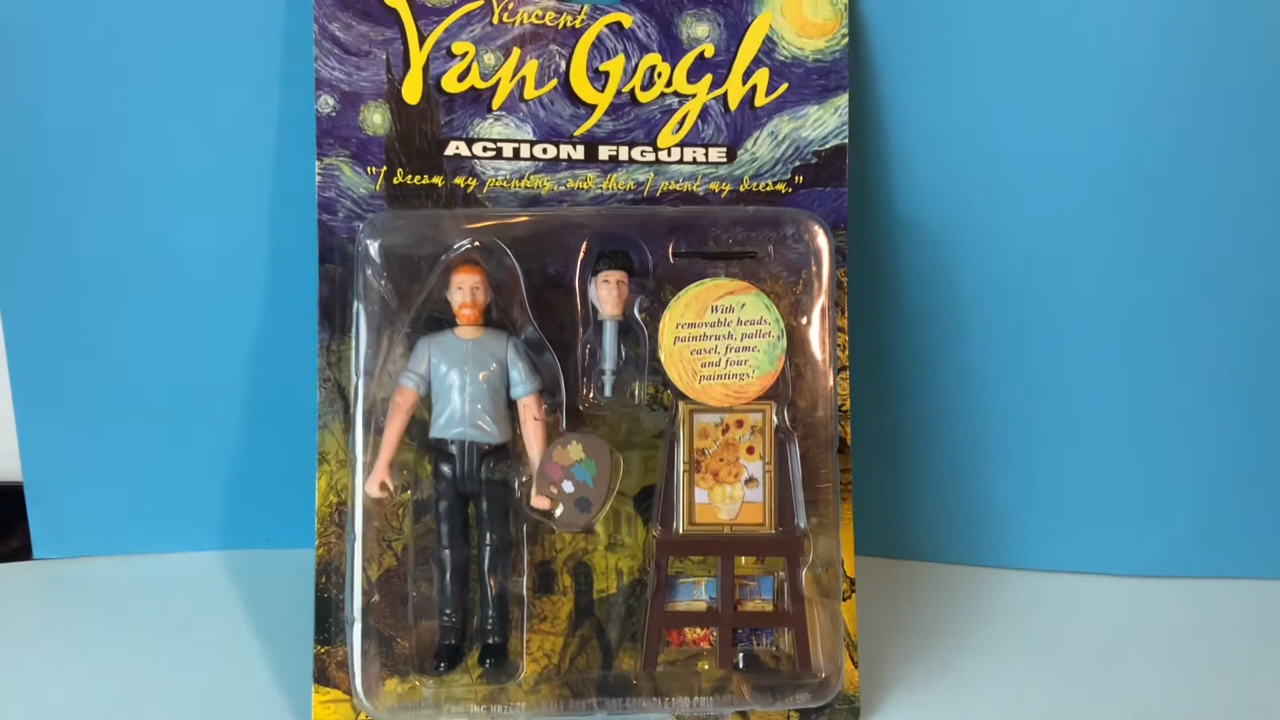 Vincent
Van Gogh
ACTION FIGURE
"I dream my painting, and then I paint my dream."
With
removable heads,
paintbrush, pallet,
easel, frame,
and four
paintings!